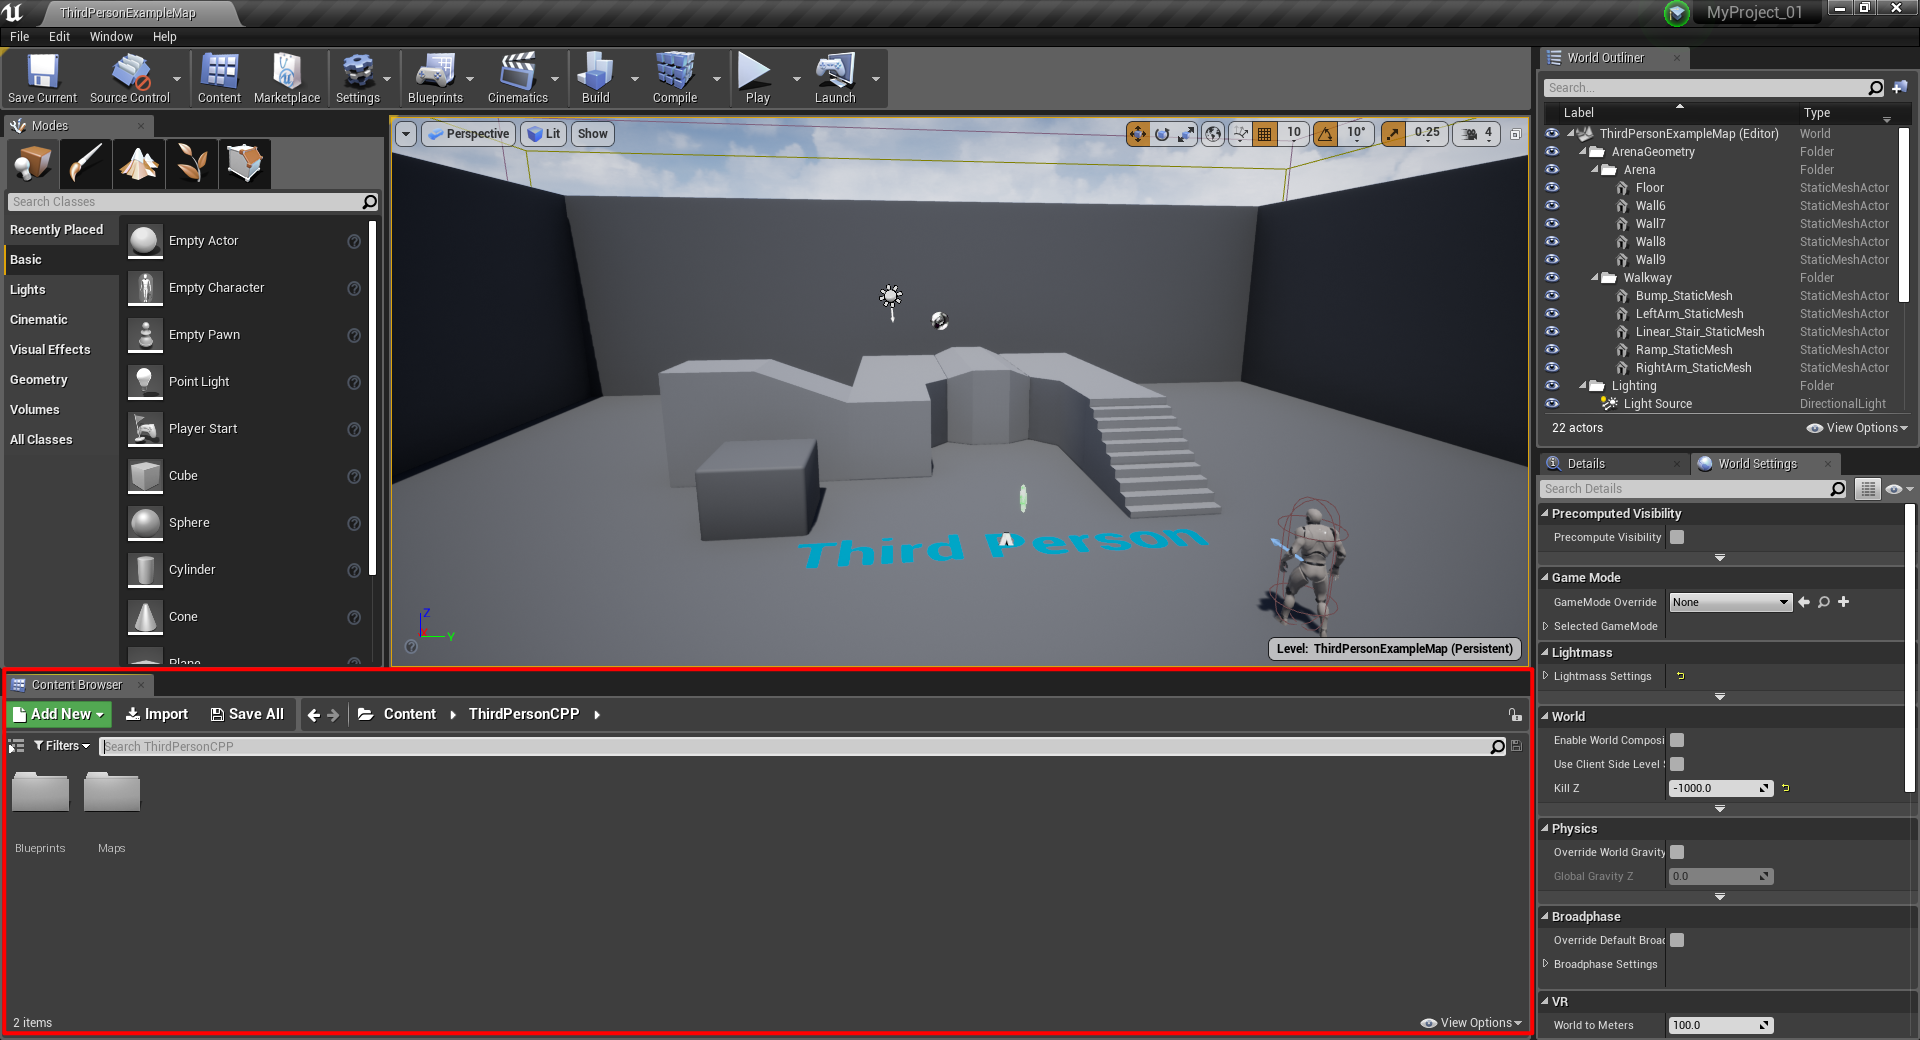 ThirdPersonExampleMap
MyProject_01
File Edit Window Help
Save Current Source Control Content Marketplace Settings Blueprints Cinematics Build Compile Play Launch
Modes
Search Classes
Recently Placed
Basic
Lights
Cinematic
Visual Effects
Geometry
Volumes
All Classes
Empty Actor
Empty Character
Empty Pawn
Point Light
Player Start
Cube
Sphere
Cylinder
Cone
Plane
Perspective Lit Show 10 10° 0.25 4
Third Person
Z
Y
Level: ThirdPersonExampleMap (Persistent)
World Outliner
Search...
Label Type
ThirdPersonExampleMap (Editor) World
ArenaGeometry Folder
Arena Folder
Floor StaticMeshActor
Wall6 StaticMeshActor
Wall7 StaticMeshActor
Wall8 StaticMeshActor
Wall9 StaticMeshActor
Walkway Folder
Bump_StaticMesh StaticMeshActor
LeftArm_StaticMesh StaticMeshActor
Linear_Stair_StaticMesh StaticMeshActor
Ramp_StaticMesh StaticMeshActor
RightArm_StaticMesh StaticMeshActor
Lighting Folder
Light Source DirectionalLight
22 actors View Options
Details World Settings
Search Details
Precomputed Visibility
Precompute Visibility
Game Mode
GameMode Override None
Selected GameMode
Lightmass
Lightmass Settings
World
Enable World Composi
Use Client Side Level S
Kill Z -1000.0
Physics
Override World Gravity
Global Gravity Z 0.0
Broadphase
Override Default Broad
Broadphase Settings
VR
World to Meters 100.0
Content Browser
Add New Import Save All Content ThirdPersonCPP
Filters Search ThirdPersonCPP
Blueprints Maps
2 items View Options